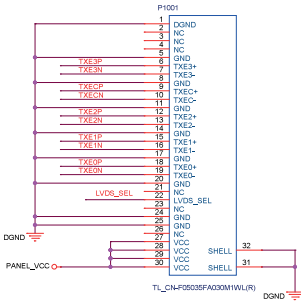 P1001
1 DGND
2 NC
3 NC
4 NC
5 GND
TXE3P 6 TXE3+
TXE3N 7 TXE3-
8 GND
TXECP 9 TXEC+
TXECN 10 TXEC-
11 GND
TXE2P 12 TXE2+
TXE2N 13 TXE2-
14 GND
TXE1P 15 TXE1+
TXE1N 16 TXE1-
17 GND
TXE0P 18 TXE0+
TXE0N 19 TXE0-
20 GND
21 NC
LVDS_SEL 22 LVDS_SEL
23 NC
24 GND
25 GND
26 NC
DGND 27 VCC
28 VCC SHELL 32
29 VCC
PANEL_VCC 30 VCC SHELL 31
TL_CN-F05035FA030M1WL(R)
DGND